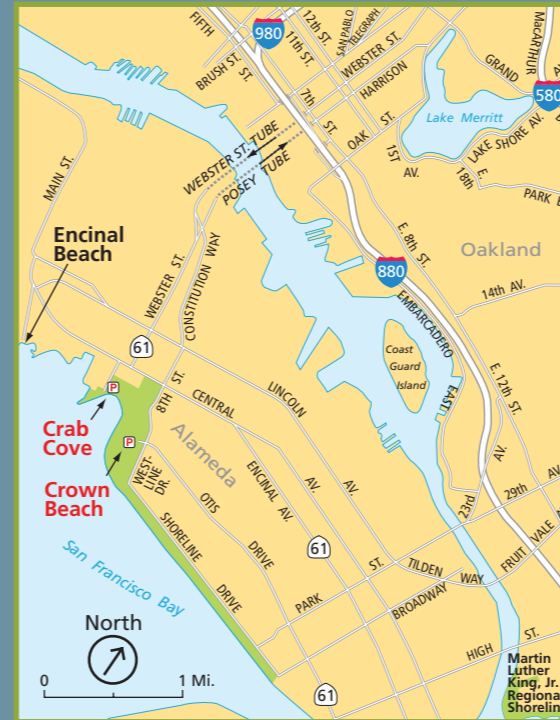 FIFTH
ST.
BRUSH ST.
980
12th ST.
11th ST.
SAN PABLO
TELEGRAPH
WEBSTER ST.
HARRISON
7th
ST.
OAK
ST.
GRAND
MACARTHUR
580
Lake Merritt
LAKE SHORE AV.
1ST
AV.
18th
E.
PARK
MAIN ST.
WEBSTER ST. TUBE
POSEY TUBE
Encinal
Beach
WEBSTER ST.
CONSTITUTION WAY
E. 8th ST.
Oakland
880
14th AV.
EMBARCADERO
EAST
Coast
Guard
Island
E. 12th ST.
61
P
8TH ST.
CENTRAL
AV.
LINCOLN
AV.
Crab
Cove
P
Crown
Beach
WEST-
LINE
DR.
Alameda
ENCINAL AV.
OTIS
DRIVE
SHORELINE
DRIVE
23rd
AV.
29th
AV
FRUIT VALE
61
PARK
ST.
TILDEN
WAY
BROADWAY
HIGH
ST.
San Francisco Bay
North
0
1 Mi.
61
Martin
Luther
King, Jr.
Regiona
Shorelin